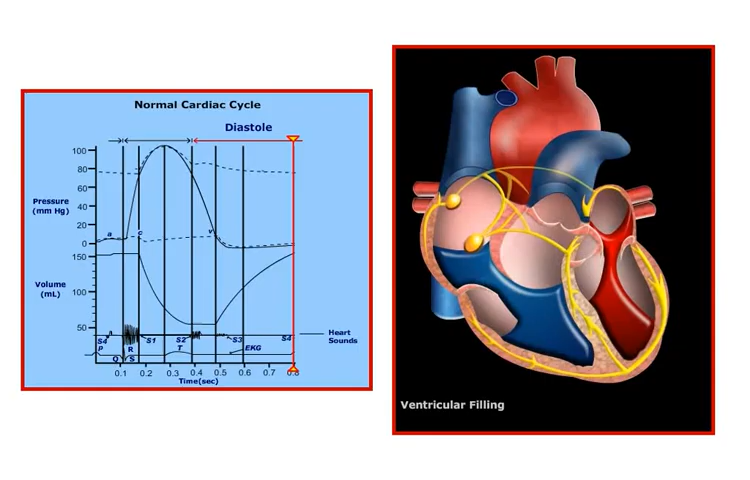 Normal Cardiac Cycle
Diastole
100
80
Pressure
(mm Hg)
60
40
20
0
a
c
v
150
Volume
(mL)
100
50
S4
P
Q
R
S
S1
S2
T
S3
EKG
S4
Heart
Sounds
0.1 0.2 0.3 0.4 0.5 0.6 0.7 0.8
Time(sec)
Ventricular Filling